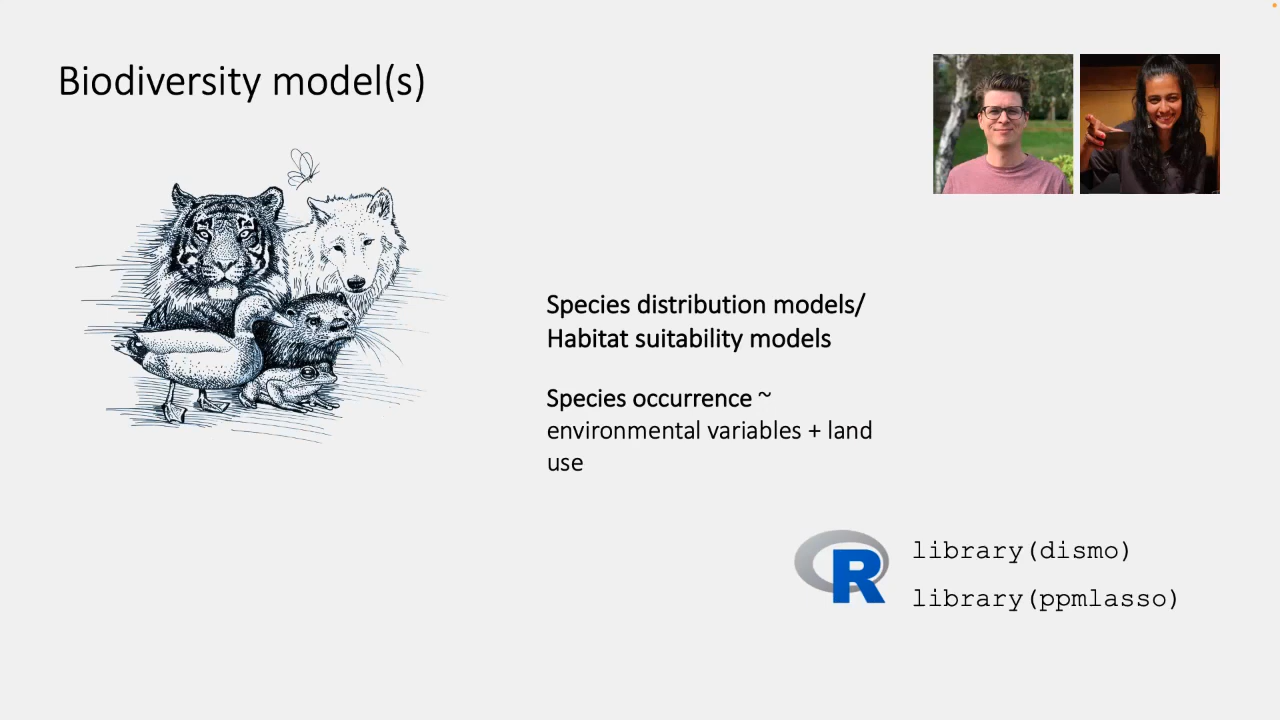 Biodiversity model(s)
Species distribution models/
Habitat suitability models
Species occurrence ~
environmental variables + land
use
R
library(dismo)
library(ppmlasso)